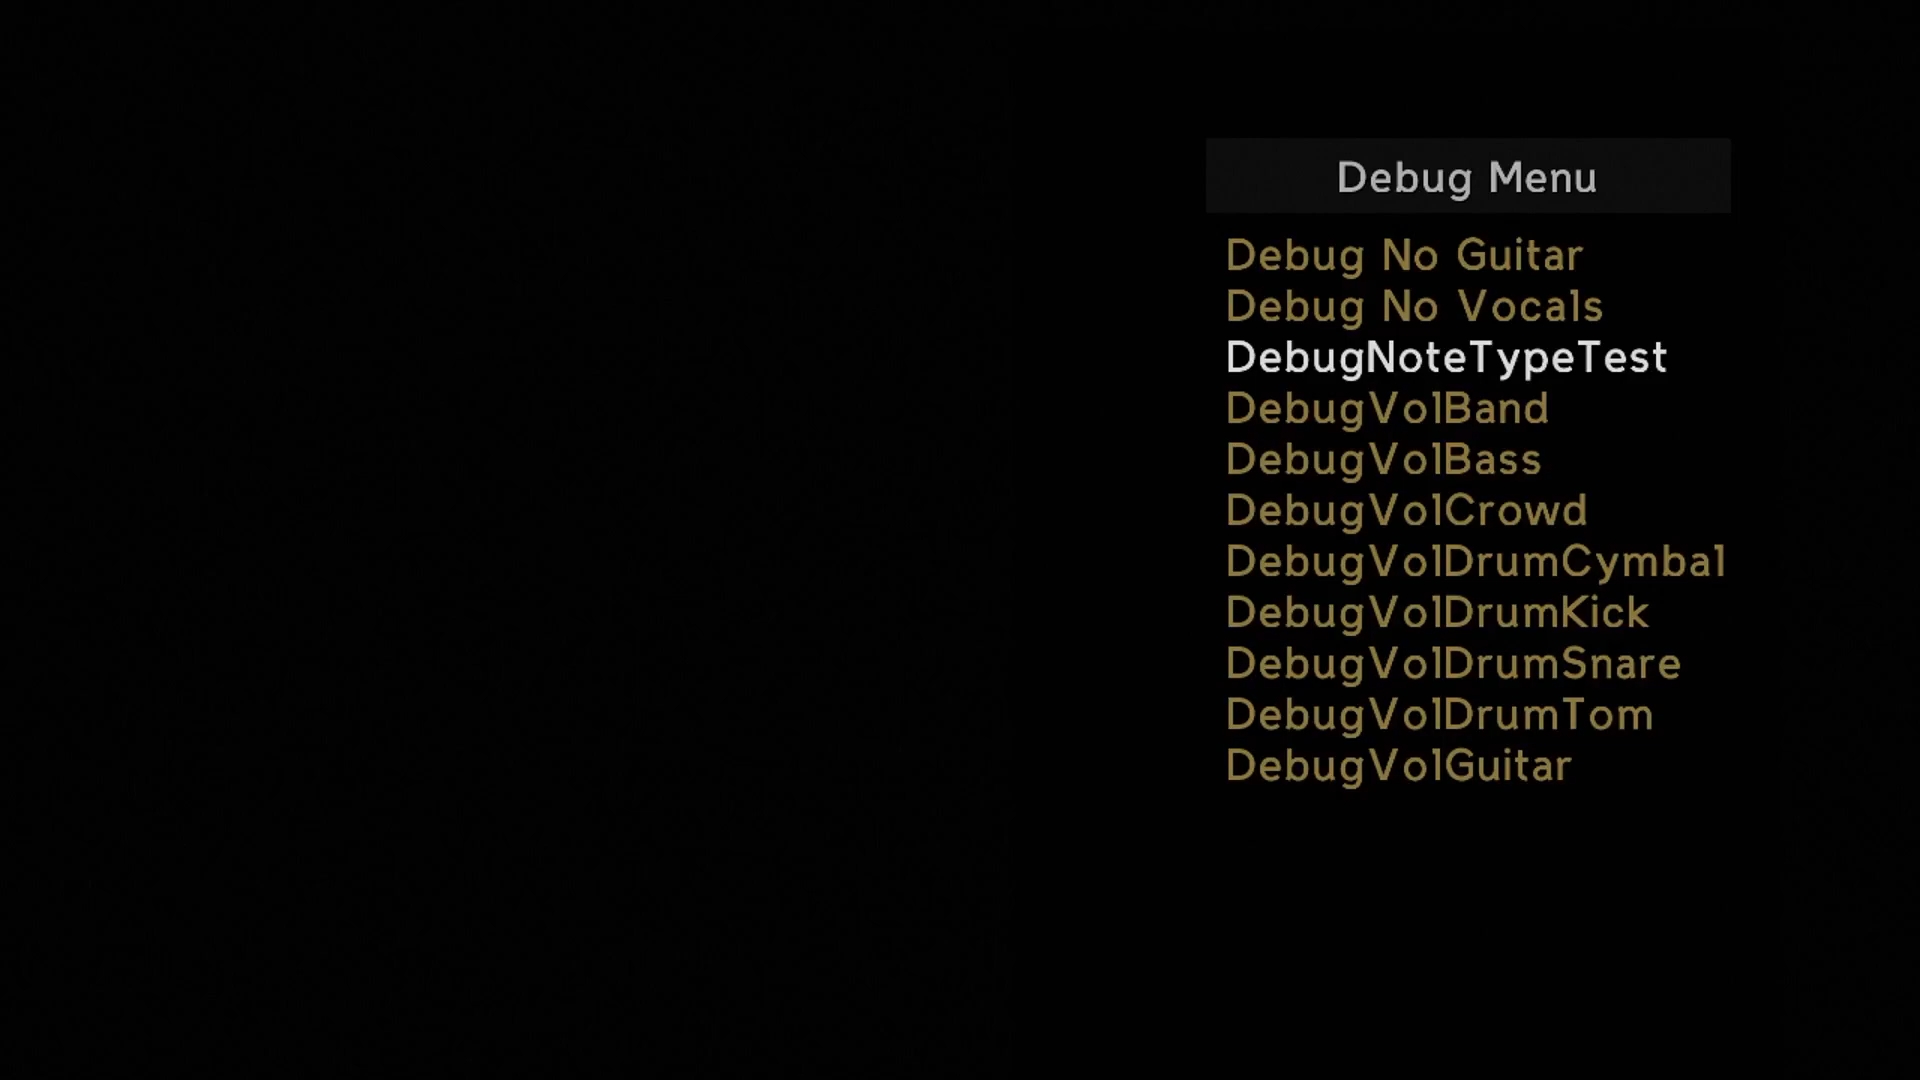 Debug Menu
Debug No Guitar
Debug No Vocals
DebugNoteTypeTest
DebugVolBand
DebugVolBass
DebugVolCrowd
DebugVolDrumCymbal
DebugVolDrumKick
DebugVolDrumSnare
DebugVolDrumTom
DebugVolGuitar